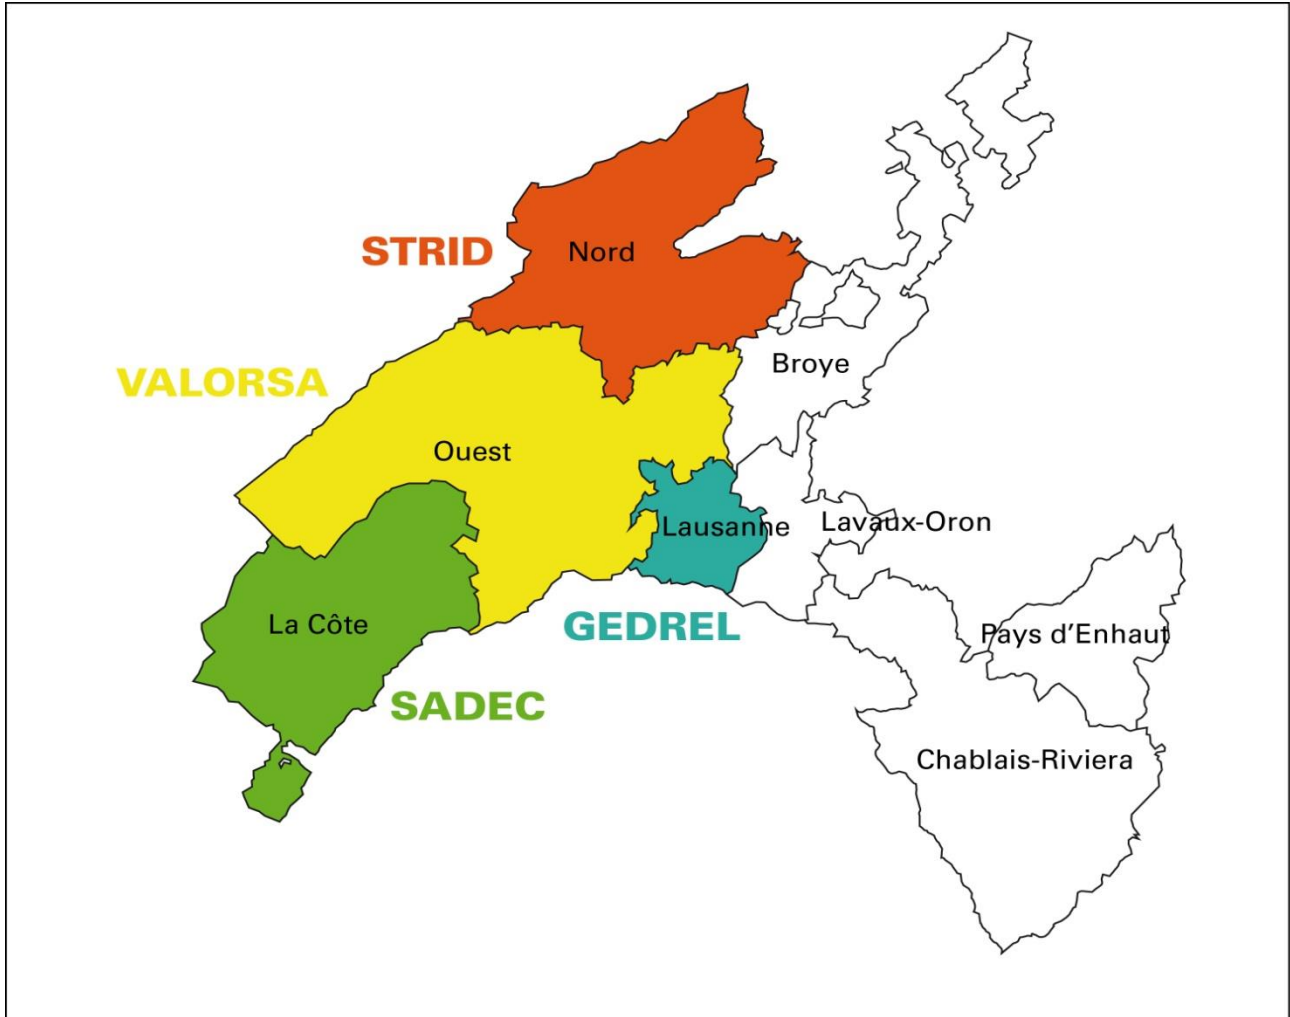 STRID
Nord
Broye
VALORSA
Ouest
Lausanne
Lavaux-Oron
La Côte
GEDREL
Pays d'Enhaut
SADEC
Chablais-Riviera